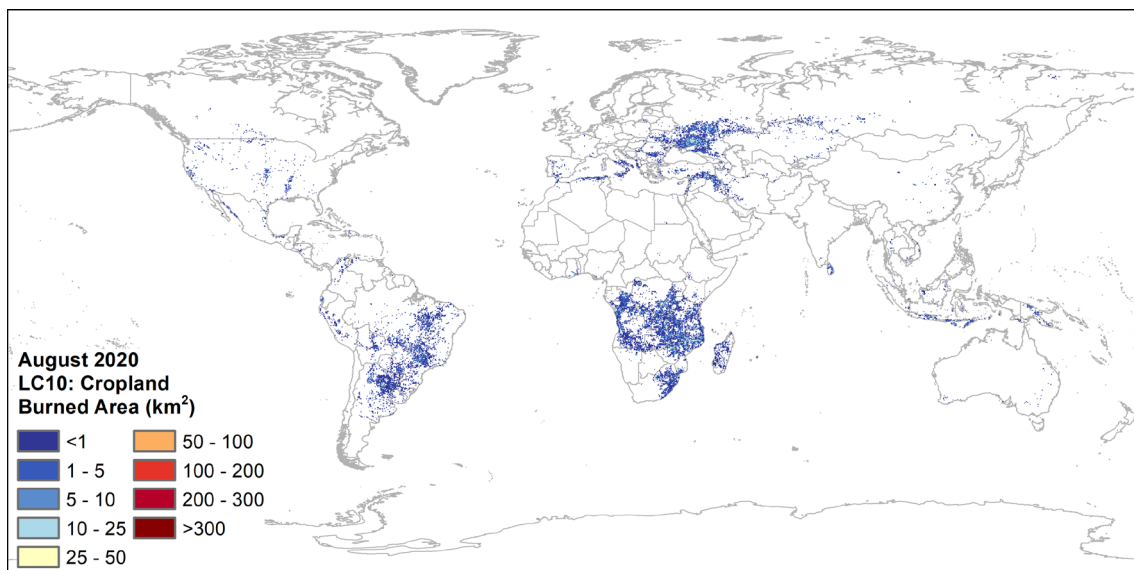 August 2020
LC10: Cropland
Burned Area (km²)
<1
50 - 100
1 - 5
100 - 200
5 - 10
200 - 300
10 - 25
>300
25 - 50